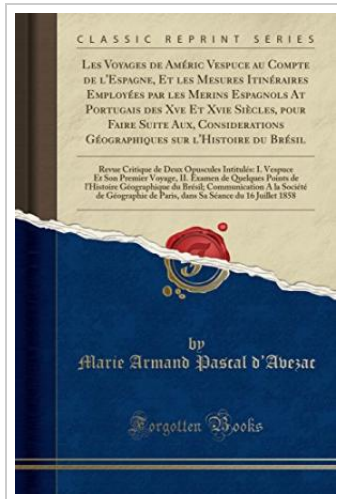 CLASSIC REPRINT SERIES
Les Voyages de Améric Vespuce au Compte
de l'Espagne, Et les Mesures Itinéraires
Employées par les Merins Espagnols At
Portugais des Xve Et Xvie Siècles, pour
Faire Suite Aux, Considerations
Géographiques sur l'Histoire du Brésil
Revue Critique de Deux Opuscules Intitulée: I. Vespuce
Et Son Premier Voyage, II. Examen de Quelques Points de
l'Histoire Géographique du Brésil; Communication A la Société
de Géographie de Paris, dans Sa Séance du 16 Juillet 1858
by
Marie Armand Pascal d'Avezac
Forgotten Books